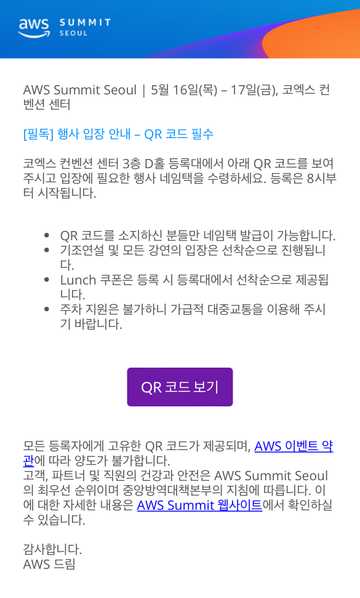 aws SUMMIT
SEOUL
AWS Summit Seoul | 5월 16일(목) – 17일(금), 코엑스 컨
벤션 센터
[필독] 행사 입장 안내 – QR 코드 필수
코엑스 컨벤션 센터 3층 D홀 등록대에서 아래 QR 코드를 보여
주시고 입장에 필요한 행사 네임택을 수령하세요. 등록은 8시부
터 시작됩니다.
• QR 코드를 소지하신 분들만 네임택 발급이 가능합니다.
• 기조연설 및 모든 강연의 입장은 선착순으로 진행됩니
다.
• Lunch 쿠폰은 등록 시 등록대에서 선착순으로 제공됩
니다.
• 주차 지원은 불가하니 가급적 대중교통을 이용해 주시
기 바랍니다.
QR 코드 보기
모든 등록자에게 고유한 QR 코드가 제공되며, AWS 이벤트 약
관에 따라 양도가 불가합니다.
고객, 파트너 및 직원의 건강과 안전은 AWS Summit Seoul
의 최우선 순위이며 중앙방역대책본부의 지침에 따릅니다. 이
에 대한 자세한 내용은 AWS Summit 웹사이트에서 확인하실
수 있습니다.
감사합니다.
AWS 드림